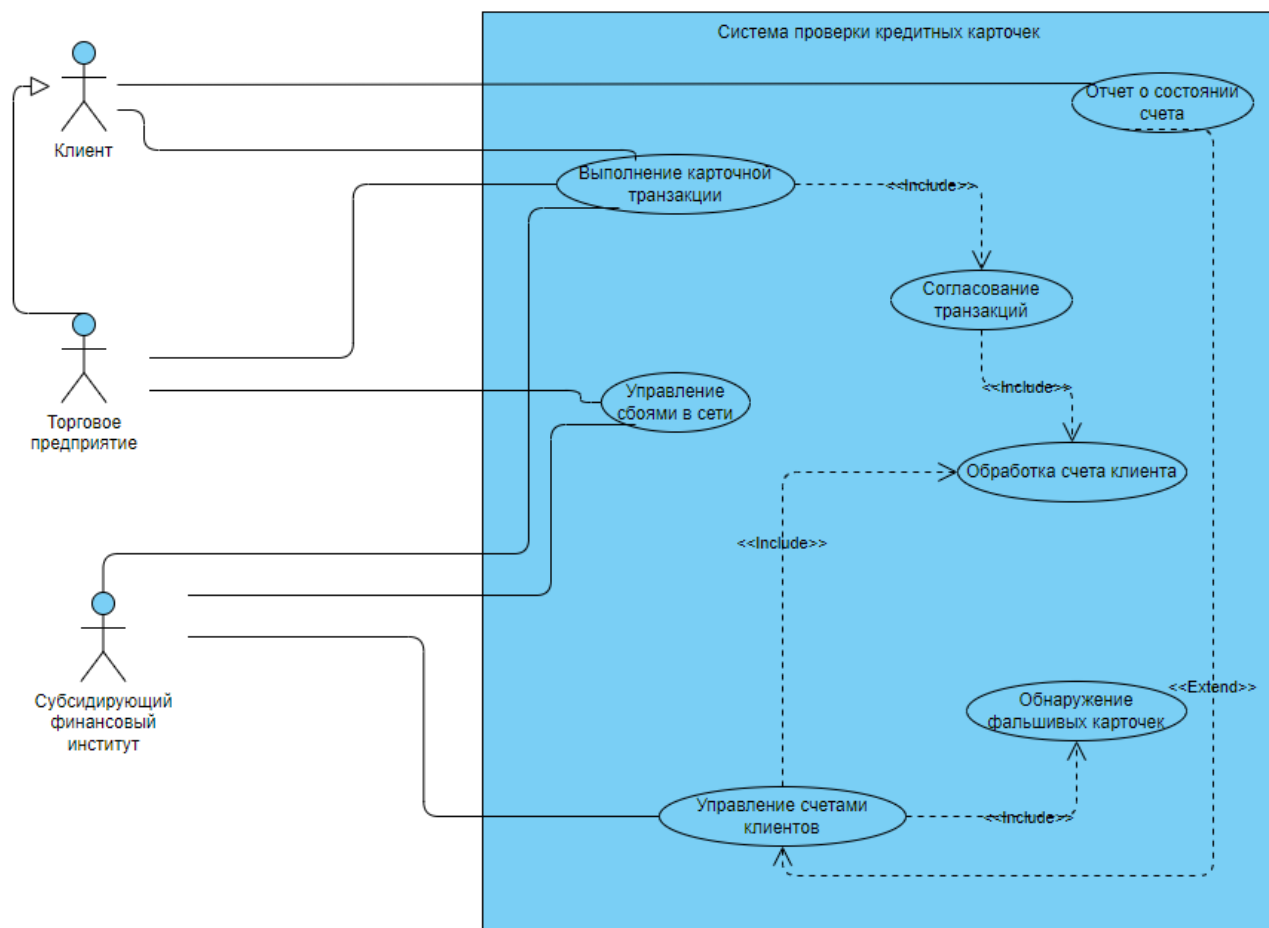 Система проверки кредитных карточек
Отчет о состоянии
счета
Клиент
Выполнение карточной
транзакции
<<Include>>
Согласование
транзакций
<<Include>>
Управление
сбоями в сети
Торговое
предприятие
Обработка счета клиента
<<Include>>
Субсидирующий
финансовый
институт
Обнаружение
фальшивых карточек
<<Extend>>
Управление счетами
клиентов
<<Include>>